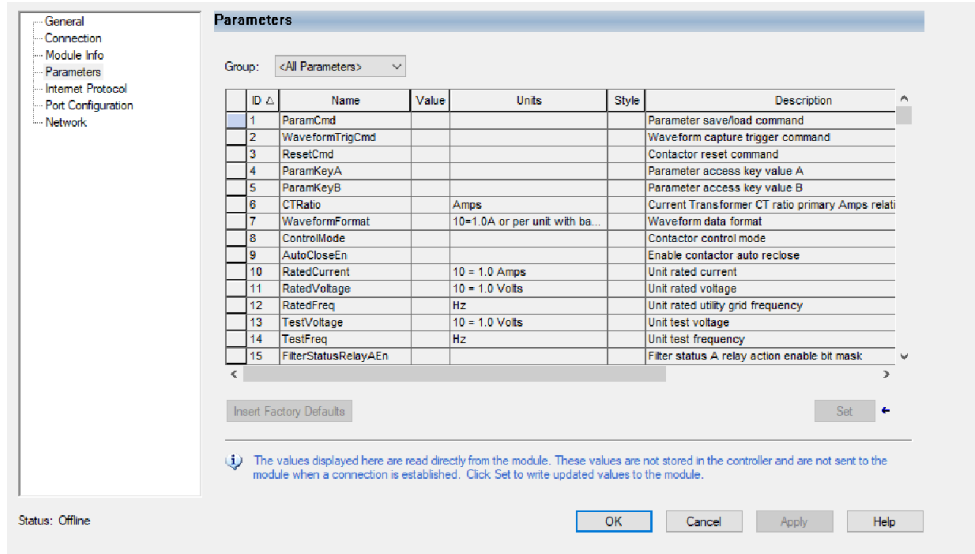 General
Connection
Module Info
Parameters
Internet Protocol
Port Configuration
Network
Parameters
Group: <All Parameters>
ID Name Value Units Style Description
1 ParamCmd Parameter save/load command
2 WaveformTrigCmd Waveform capture trigger command
3 ResetCmd Contactor reset command
4 ParamKeyA Parameter access key value A
5 ParamKeyB Parameter access key value B
6 CTRatio Amps Current Transformer CT ratio primary Amps relati
7 WaveformFormat 10=1.0A or per unit with ba... Waveform data format
8 ControlMode Contactor control mode
9 AutoCloseEn Enable contactor auto reclose
10 RatedCurrent 10 = 1.0 Amps Unit rated current
11 RatedVoltage 10 = 1.0 Volts Unit rated voltage
12 RatedFreq Hz Unit rated utility grid frequency
13 TestVoltage 10 = 1.0 Volts Unit test voltage
14 TestFreq Hz Unit test frequency
15 FilterStatusRelayAEn Filter status A relay action enable bit mask
Insert Factory Defaults Set
The values displayed here are read directly from the module. These values are not stored in the controller and are not sent to the
module when a connection is established. Click Set to write updated values to the module.
Status: Offline OK Cancel Apply Help